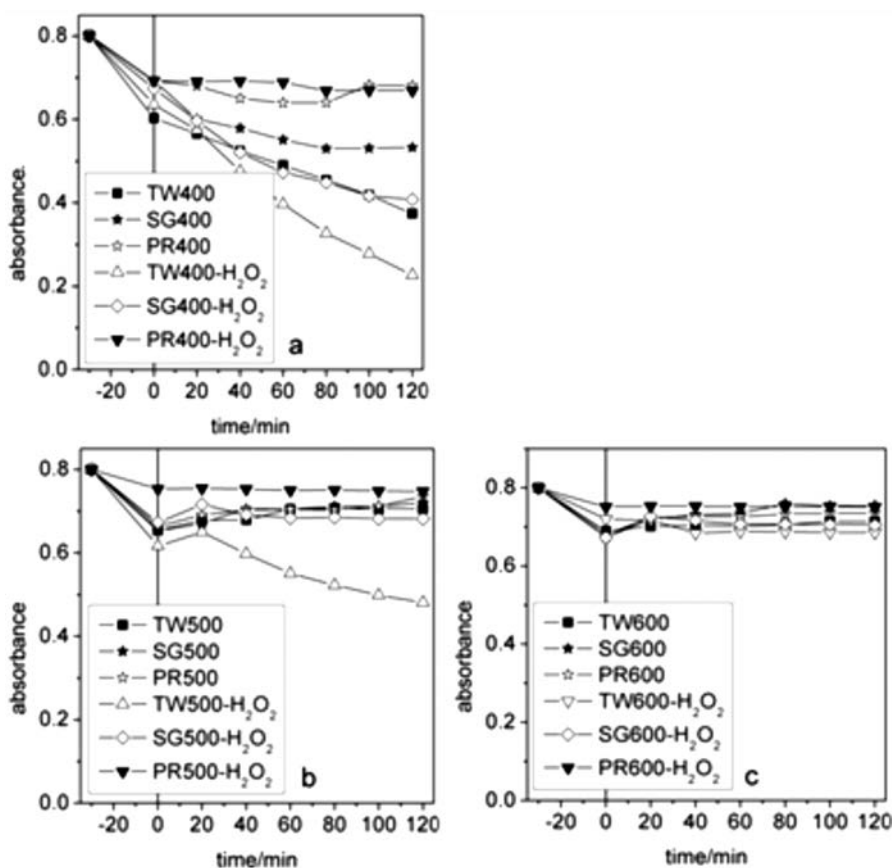 0.8
0.6
0.4
0.2
0.0
absorbance.
TW400
SG400
PR400
TW400-H₂O₂
SG400-H₂O₂
PR400-H₂O₂
a
-20 0 20 40 60 80 100 120
time/min
0.8
0.6
0.4
0.2
0.0
absorbance
TW500
SG500
PR500
TW500-H₂O₂
SG500-H₂O₂
PR500-H₂O₂
b
-20 0 20 40 60 80 100 120
time/min
0.8
0.6
0.4
0.2
0.0
absorbance
TW600
SG600
PR600
TW600-H₂O₂
SG600-H₂O₂
PR600-H₂O₂
c
-20 0 20 40 60 80 100 120
time/min